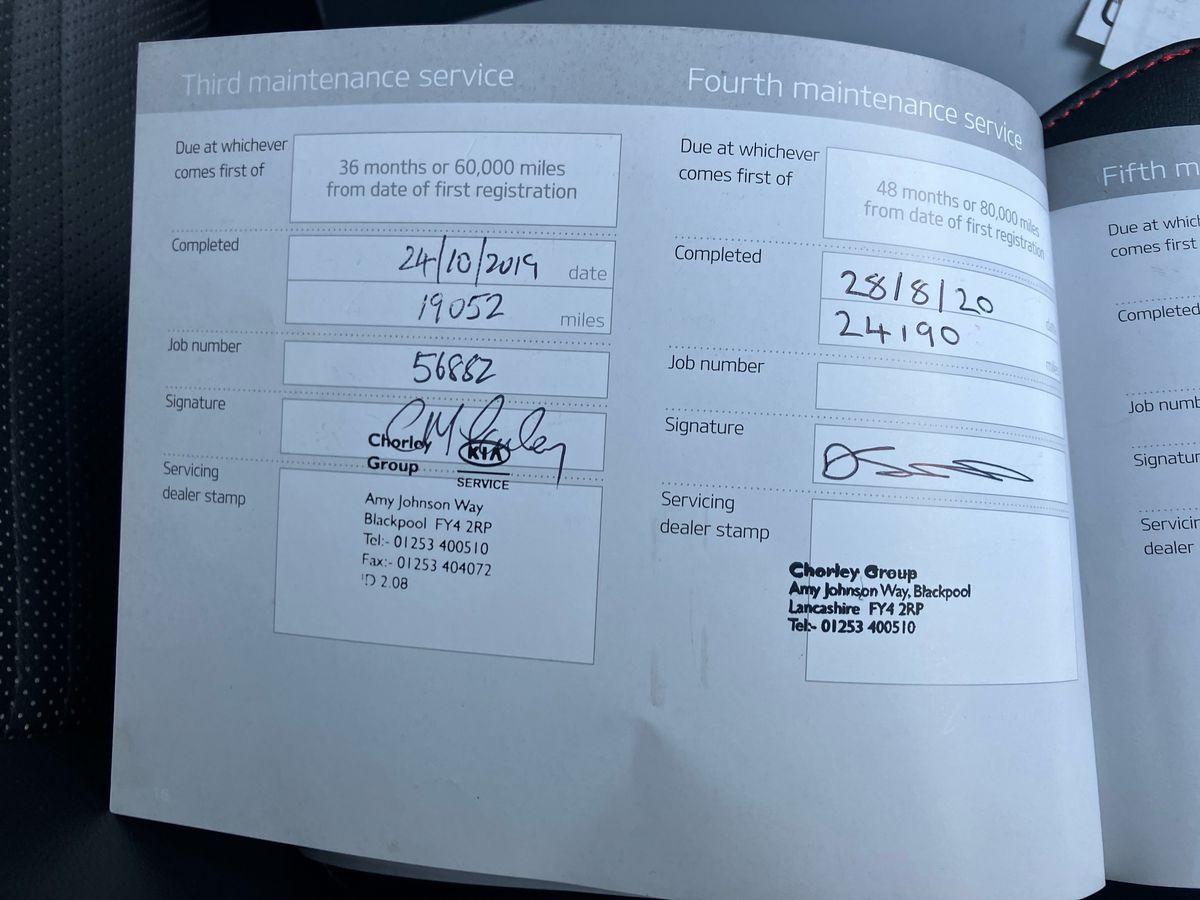 Third maintenance service
Due at whichever
comes first of
36 months or 60,000 miles
from date of first registration
Completed
24/10/2019 date
19052 miles
Job number
56882
Signature
Chorley
Group
KIA
SERVICE
Servicing
dealer stamp
Amy Johnson Way
Blackpool FY4 2RP
Tel:- 01253 400510
Fax:- 01253 404072
D 2.08
16
Fourth maintenance service
Due at whichever
comes first of
48 months or 80,000 miles
from date of first registration
Completed
28/8/20
24190
Job number
Signature
Servicing
dealer stamp
Chorley Group
Amy Johnson Way, Blackpool
Lancashire FY4 2RP
Tel:- 01253 400510
Fifth m
Due at which
comes first
Completed
Job numb
Signatur
Servicin
dealer